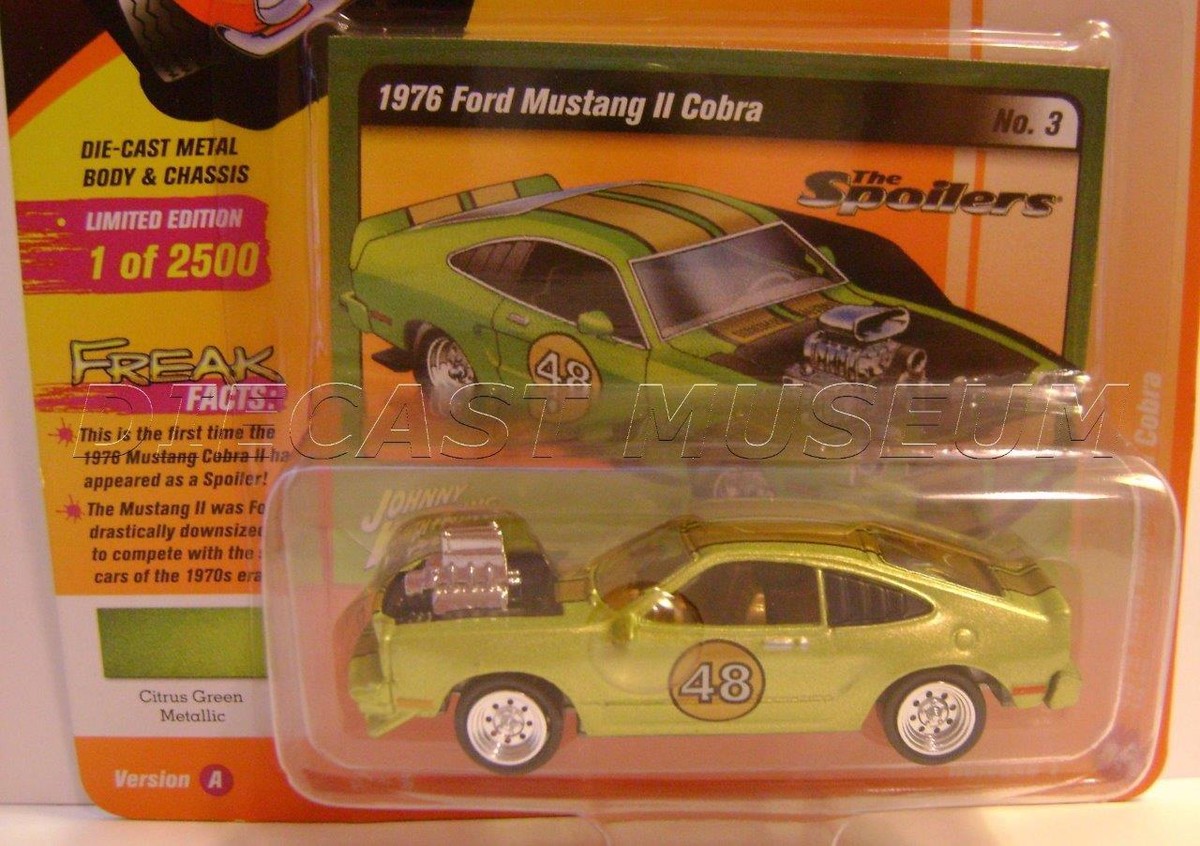 1976 Ford Mustang II Cobra
No. 3
The
Spoilers
DIE-CAST METAL
BODY & CHASSIS
LIMITED EDITION
1 of 2500
FREAK
FACTS:
This is the first time the
1976 Mustang Cobra II ha
appeared as a Spoiler!
The Mustang II was Fo
drastically downsized
to compete with the
cars of the 1970s era
48
DIECAST MUSEUM
Cobra
JOHNNY
48
Citrus Green
Metallic
Version A